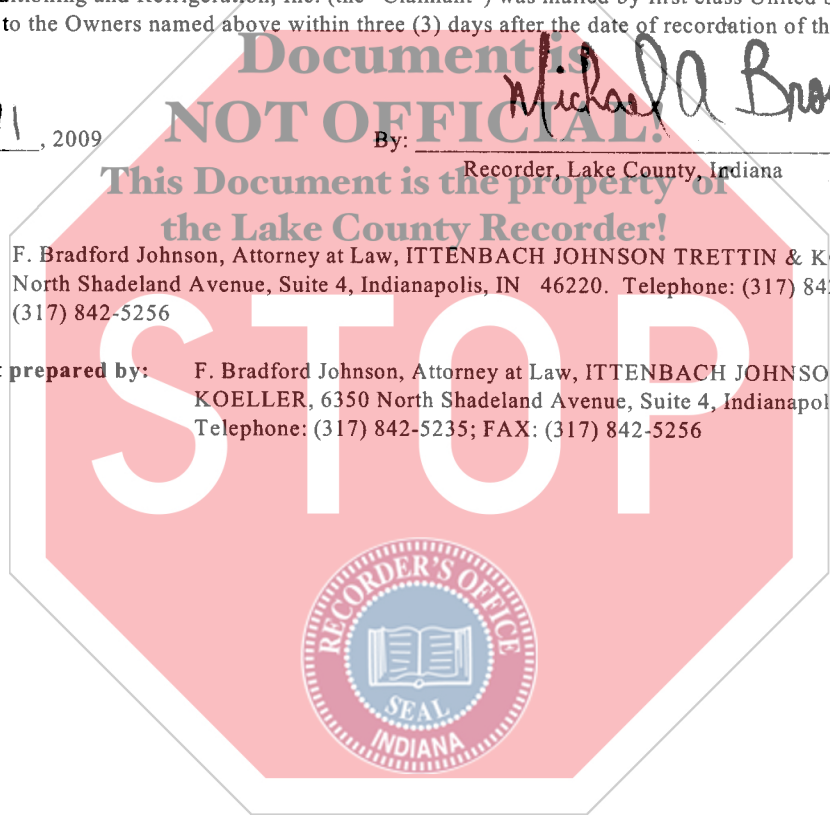 to the Owners named above within three (3) days after the date of recordation of th
Document is
Michael A Bro
NOT OFFICIAL!
, 2009
By:
This Document is the property of
Recorder, Lake County, Indiana
the Lake County Recorder!
F. Bradford Johnson, Attorney at Law, ITTENBACH JOHNSON TRETTIN & K
North Shadeland Avenue, Suite 4, Indianapolis, IN 46220. Telephone: (317) 84
(317) 842-5256
prepared by: F. Bradford Johnson, Attorney at Law, ITTENBACH JOHNSO
KOELLER, 6350 North Shadeland Avenue, Suite 4, Indianapol
Telephone: (317) 842-5235; FAX: (317) 842-5256
STOP
RECORDER'S OFFICE
SEAL
INDIANA